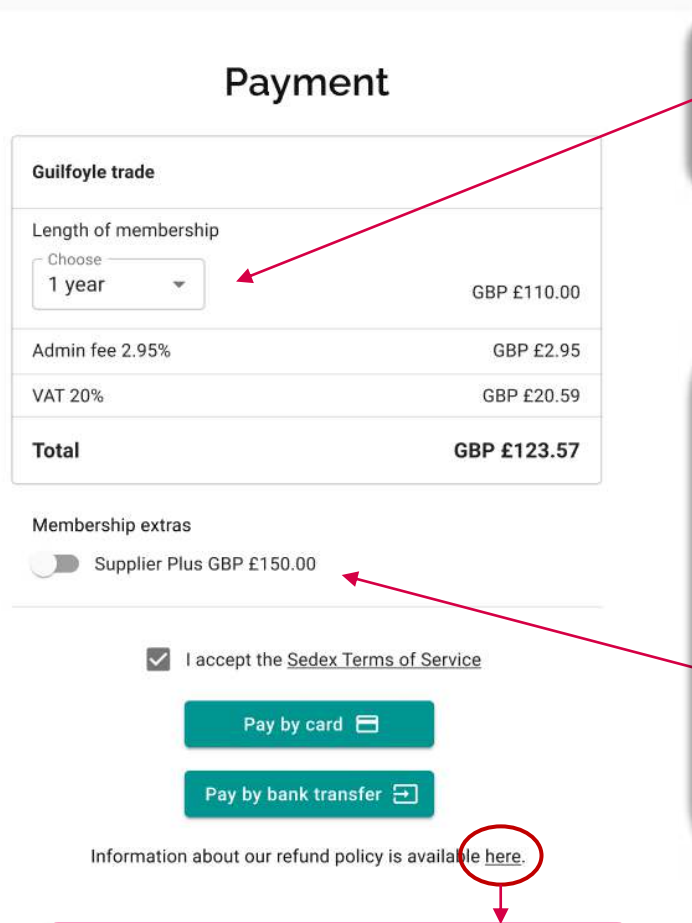 Payment
Guilfoyle trade
Length of membership
Choose
1 year
GBP £110.00
Admin fee 2.95% GBP £2.95
VAT 20% GBP £20.59
Total GBP £123.57
Membership extras
Supplier Plus GBP £150.00
I accept the Sedex Terms of Service
Pay by card
Pay by bank transfer
Information about our refund policy is available here.